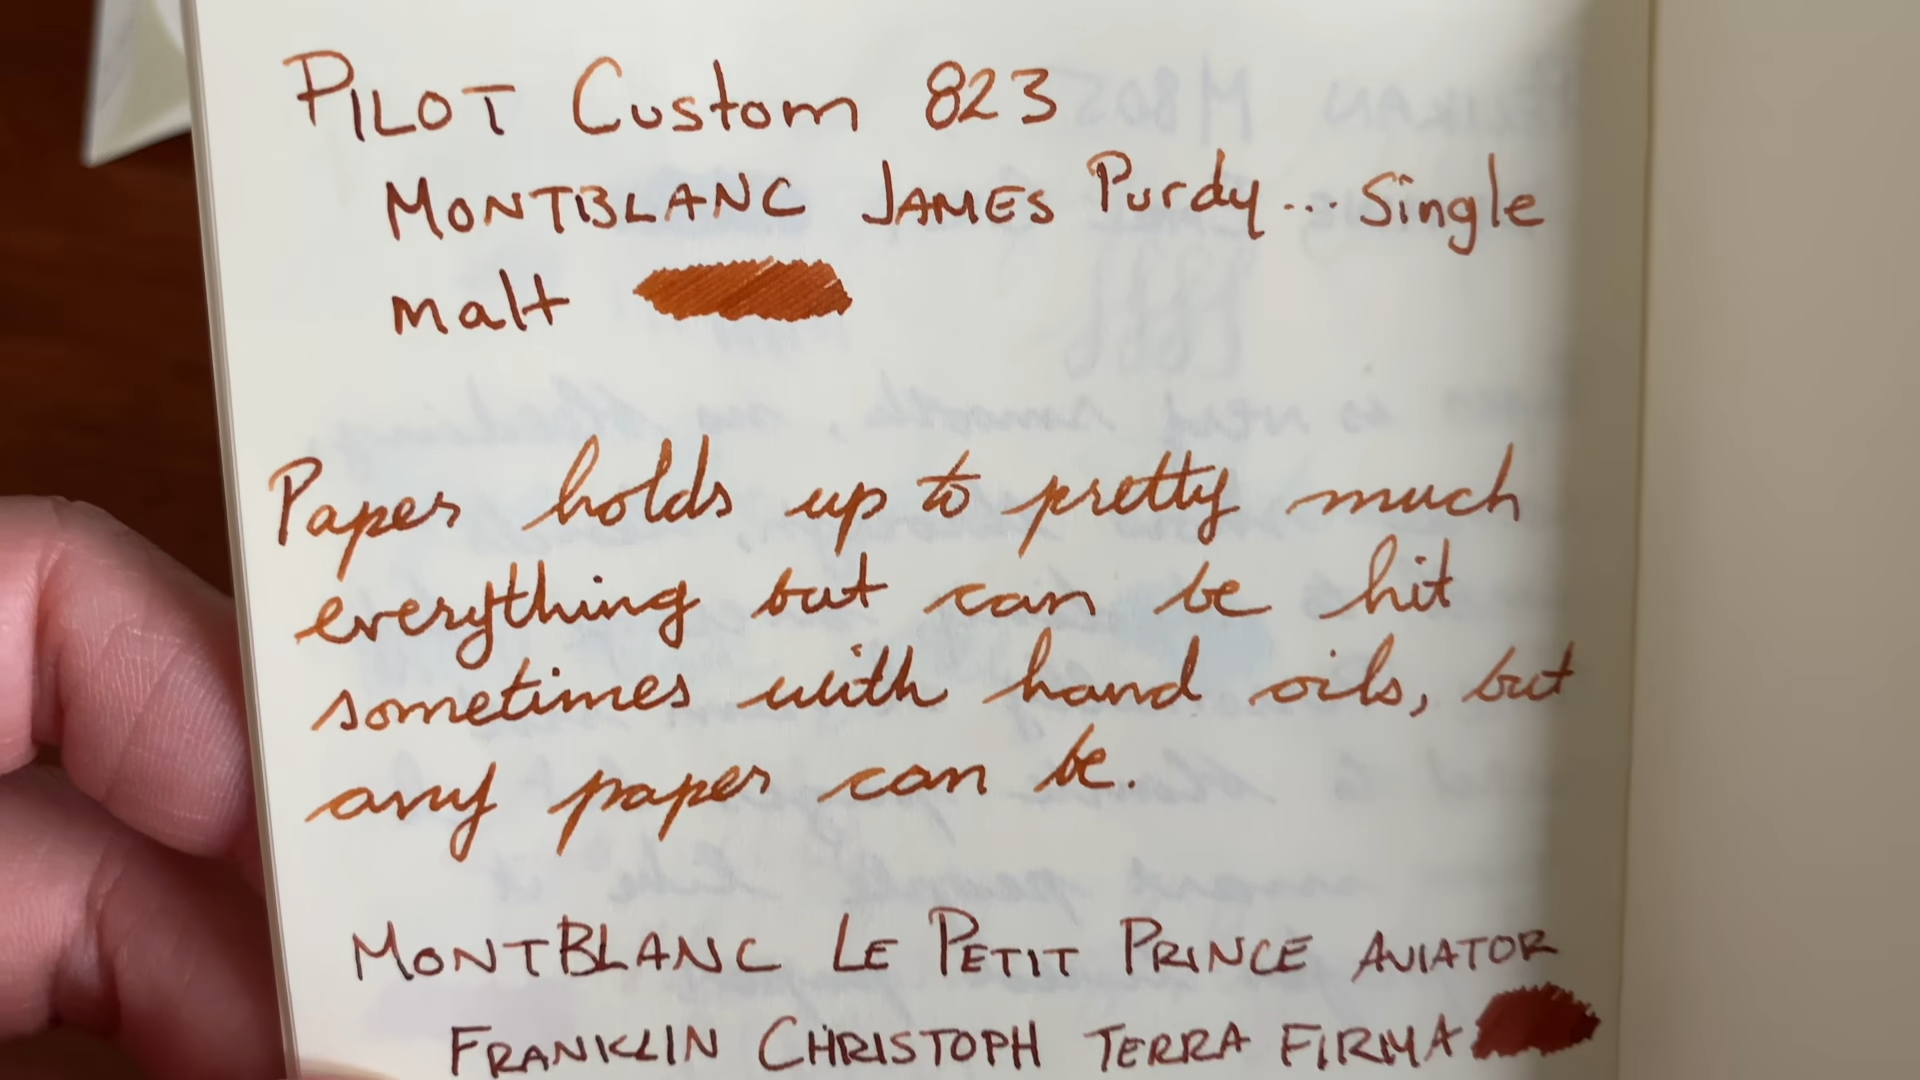 PILOT Custom 823
MONTBLANC JAMES Purdy... Single
malt
Paper holds up to pretty much
everything but can be hit
sometimes with hand oils, but
any paper can be.
MONTBLANC LE PETIT PRINCE AVIATOR
FRANKLIN CHRISTOPH TERRA FIRMA